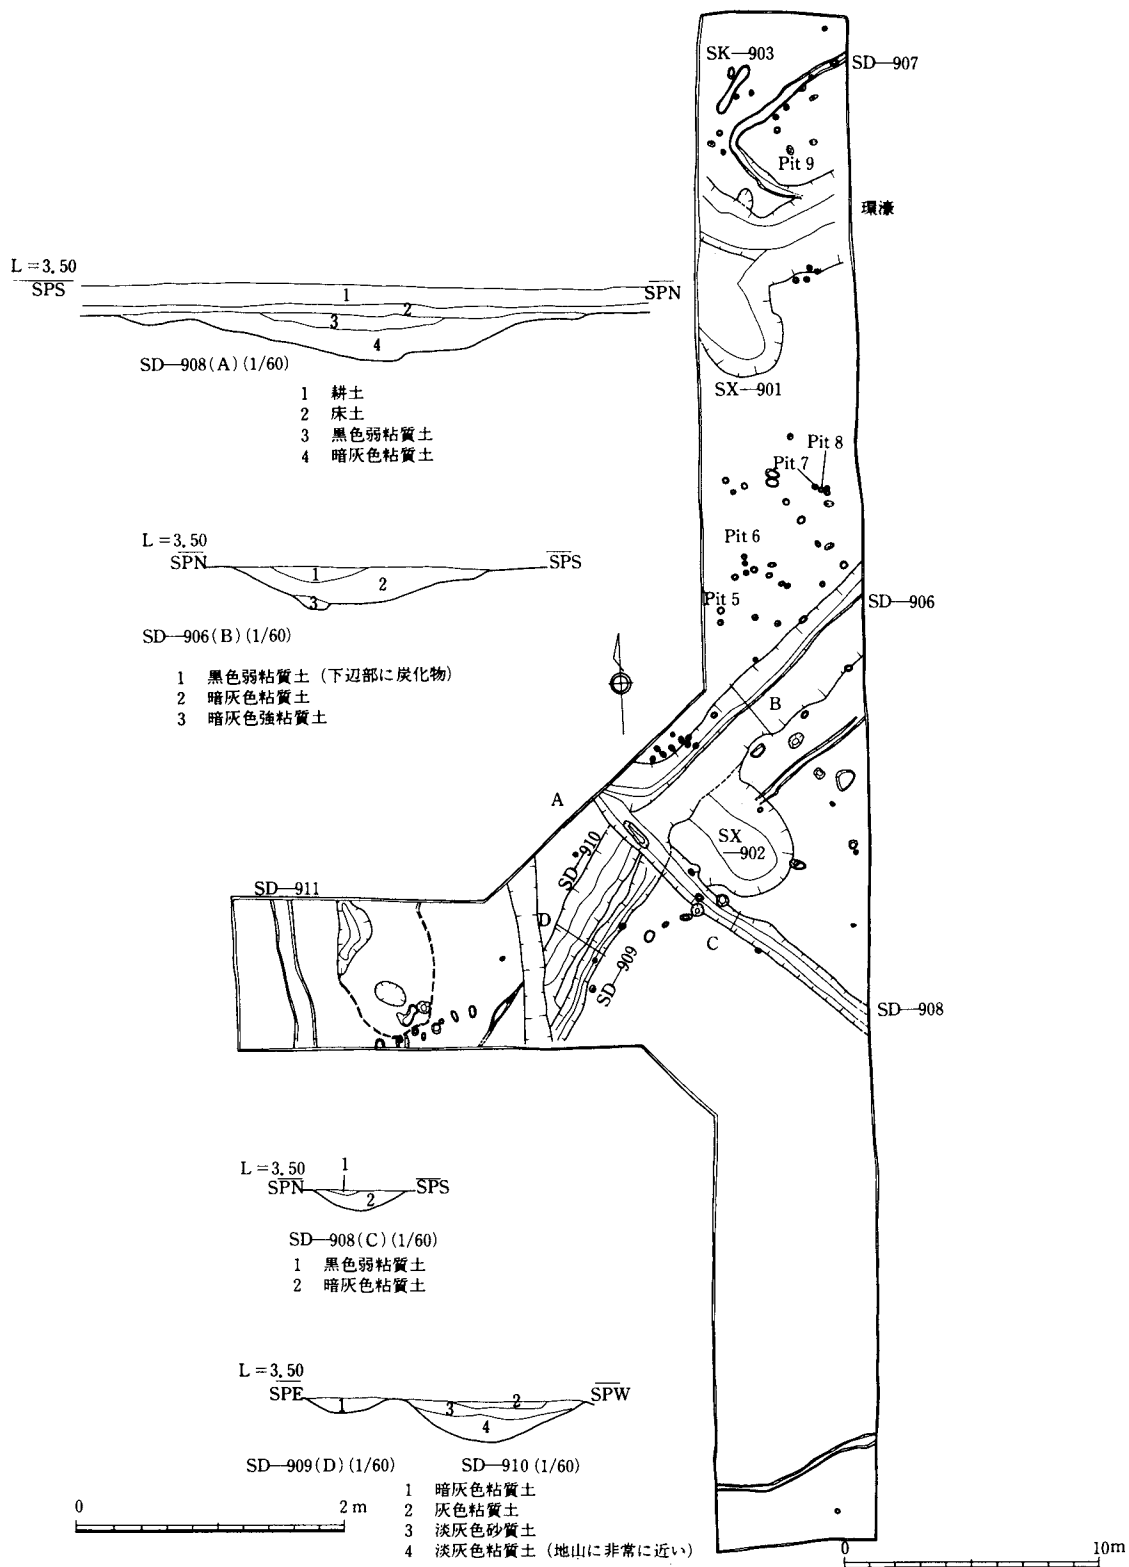 SK—903
SD—907
Pit 9
環濠
SX—901
Pit 8
Pit 7
Pit 6
Pit 5
SD—906
B
A
SX
—902
SD—910
SD—911
D
SD—909
C
SD—908
L=3.50
SPS
SPN
1
2
3
4
SD—908(A)(1/60)
1 耕土
2 床土
3 黒色弱粘質土
4 暗灰色粘質土
L=3.50
SPN
SPS
1
2
3
SD—906(B)(1/60)
1 黒色弱粘質土（下辺部に炭化物）
2 暗灰色粘質土
3 暗灰色強粘質土
L=3.50
SPN
SPS
1
2
SD—908(C)(1/60)
1 黒色弱粘質土
2 暗灰色粘質土
L=3.50
SPE
SPW
1
2
3
4
SD—909(D)(1/60)
SD—910(1/60)
1 暗灰色粘質土
2 灰色粘質土
3 淡灰色砂質土
4 淡灰色粘質土（地山に非常に近い）
0 2m
0 10m